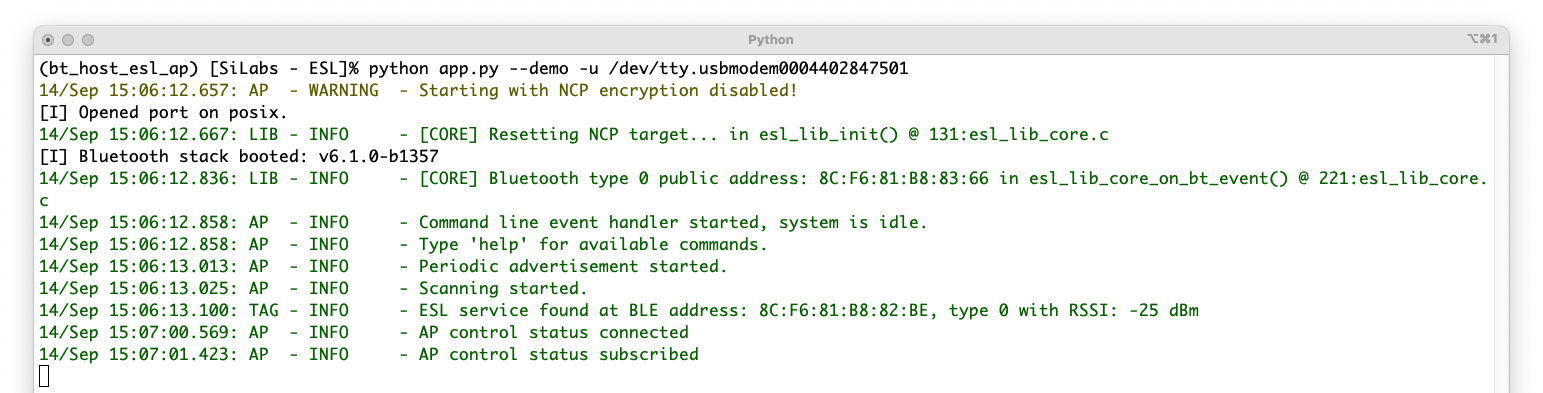 Python
⌥⌘1
(bt_host_esl_ap) [SiLabs - ESL]% python app.py --demo -u /dev/tty.usbmodem0004402847501
14/Sep 15:06:12.657: AP  - WARNING  - Starting with NCP encryption disabled!
[I] Opened port on posix.
14/Sep 15:06:12.667: LIB - INFO     - [CORE] Resetting NCP target... in esl_lib_init() @ 131:esl_lib_core.c
[I] Bluetooth stack booted: v6.1.0-b1357
14/Sep 15:06:12.836: LIB - INFO     - [CORE] Bluetooth type 0 public address: 8C:F6:81:B8:83:66 in esl_lib_core_on_bt_event() @ 221:esl_lib_core.
c
14/Sep 15:06:12.858: AP  - INFO     - Command line event handler started, system is idle.
14/Sep 15:06:12.858: AP  - INFO     - Type 'help' for available commands.
14/Sep 15:06:13.013: AP  - INFO     - Periodic advertisement started.
14/Sep 15:06:13.025: AP  - INFO     - Scanning started.
14/Sep 15:06:13.100: TAG - INFO     - ESL service found at BLE address: 8C:F6:81:B8:82:BE, type 0 with RSSI: -25 dBm
14/Sep 15:07:00.569: AP  - INFO     - AP control status connected
14/Sep 15:07:01.423: AP  - INFO     - AP control status subscribed